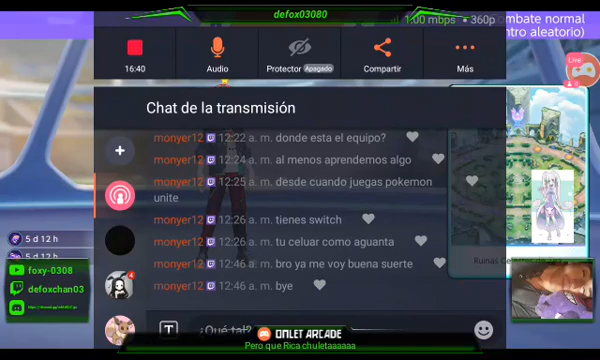 defox03080
1:00 mbps • 360p
ombate normal
ntro aleatorio)
16:40
Audio
Protector Apagado
Compartir
Más
Live
Chat de la transmisión
monyer12 12:22 a. m. donde esta el equipo?
monyer12 12:24 a. m. al menos aprendemos algo
monyer12 12:25 a. m. desde cuando juegas pokemon
unite
monyer12 12:26 a. m. tienes switch
monyer12 12:26 a. m. tu celuar como aguanta
monyer12 12:46 a. m. bro ya me voy buena suerte
monyer12 12:46 a. m. bye
5 d 12 h
5 d 12 h
Ruinas
foxy-0308
defoxchan03
4
T
¿Qué tal?
OMLET ARCADE
Pero que Rica chuletaaaaaa